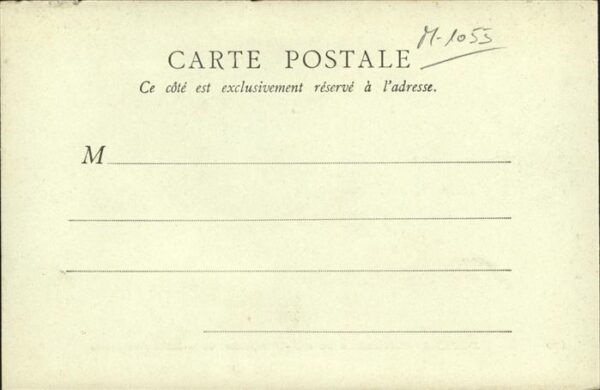 M-1055
CARTE POSTALE
Ce côté est exclusivement réservé à l'adresse.
M